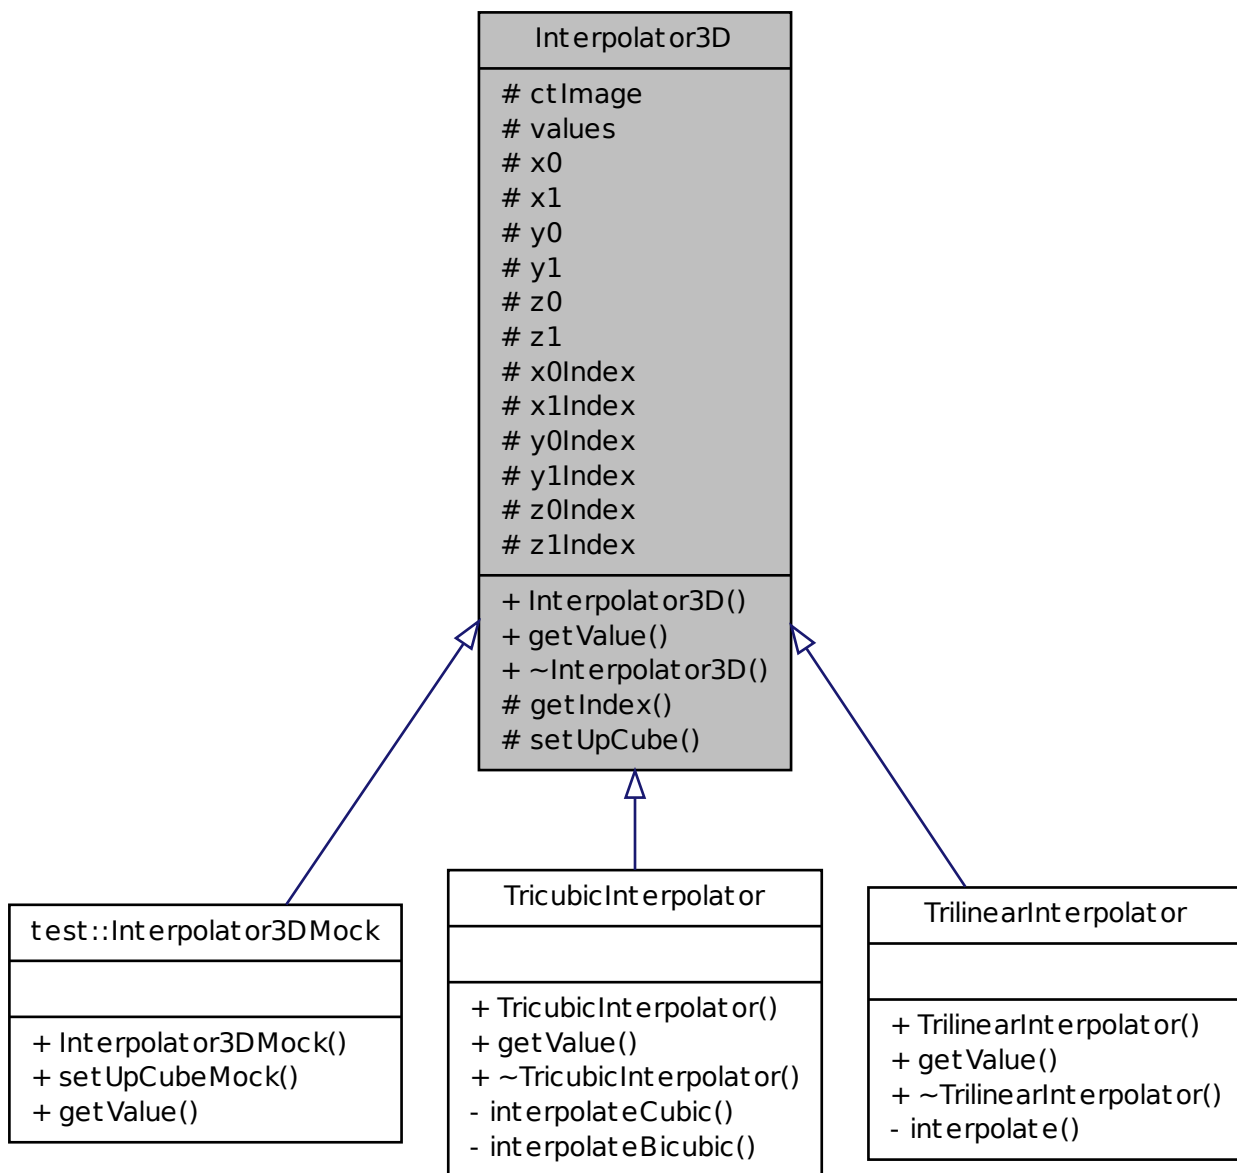 Interpolator3D
# ctImage
# values
# x0
# x1
# y0
# y1
# z0
# z1
# x0Index
# x1Index
# y0Index
# y1Index
# z0Index
# z1Index
+ Interpolator3D()
+ getValue()
+ ~Interpolator3D()
# getIndex()
# setUpCube()
test::Interpolator3DMock
+ Interpolator3DMock()
+ setUpCubeMock()
+ getValue()
TricubicInterpolator
+ TricubicInterpolator()
+ getValue()
+ ~TricubicInterpolator()
- interpolateCubic()
- interpolateBicubic()
TrilinearInterpolator
+ TrilinearInterpolator()
+ getValue()
+ ~TrilinearInterpolator()
- interpolate()